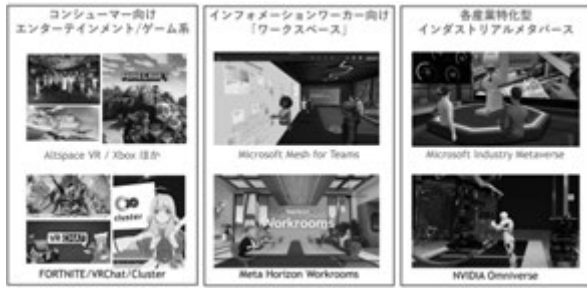 コンシューマー向け
エンターテインメント/ゲーム系
MINECRAFT
Altspace VR / Xbox ほか
VRCHAT
cluster
FORTNITE/VRChat/Cluster
インフォメーションワーカー向け
「ワークスペース」
Microsoft Mesh for Teams
Horizon
Workrooms
Meta Horizon Workrooms
各産業特化型
インダストリアルメタバース
Microsoft Industry Metaverse
NVIDIA Omniverse